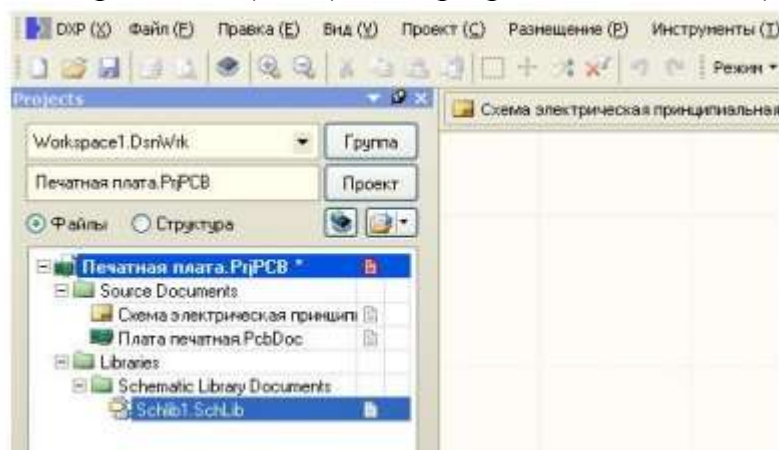 DXP (X) Файл (F) Правка (E) Вид (V) Проект (C) Размещение (P) Инструменты (T)
Режим
Projects
Схема электрическая принципиальная
Workspace1.DsnWrk Группа
Печатная плата.PrjPCB Проект
Файлы Структура
Печатная плата.PrjPCB *
Source Documents
Схема электрическая принципи
Плата печатная.PcbDoc
Libraries
Schematic Library Documents
Schlib1.SchLib